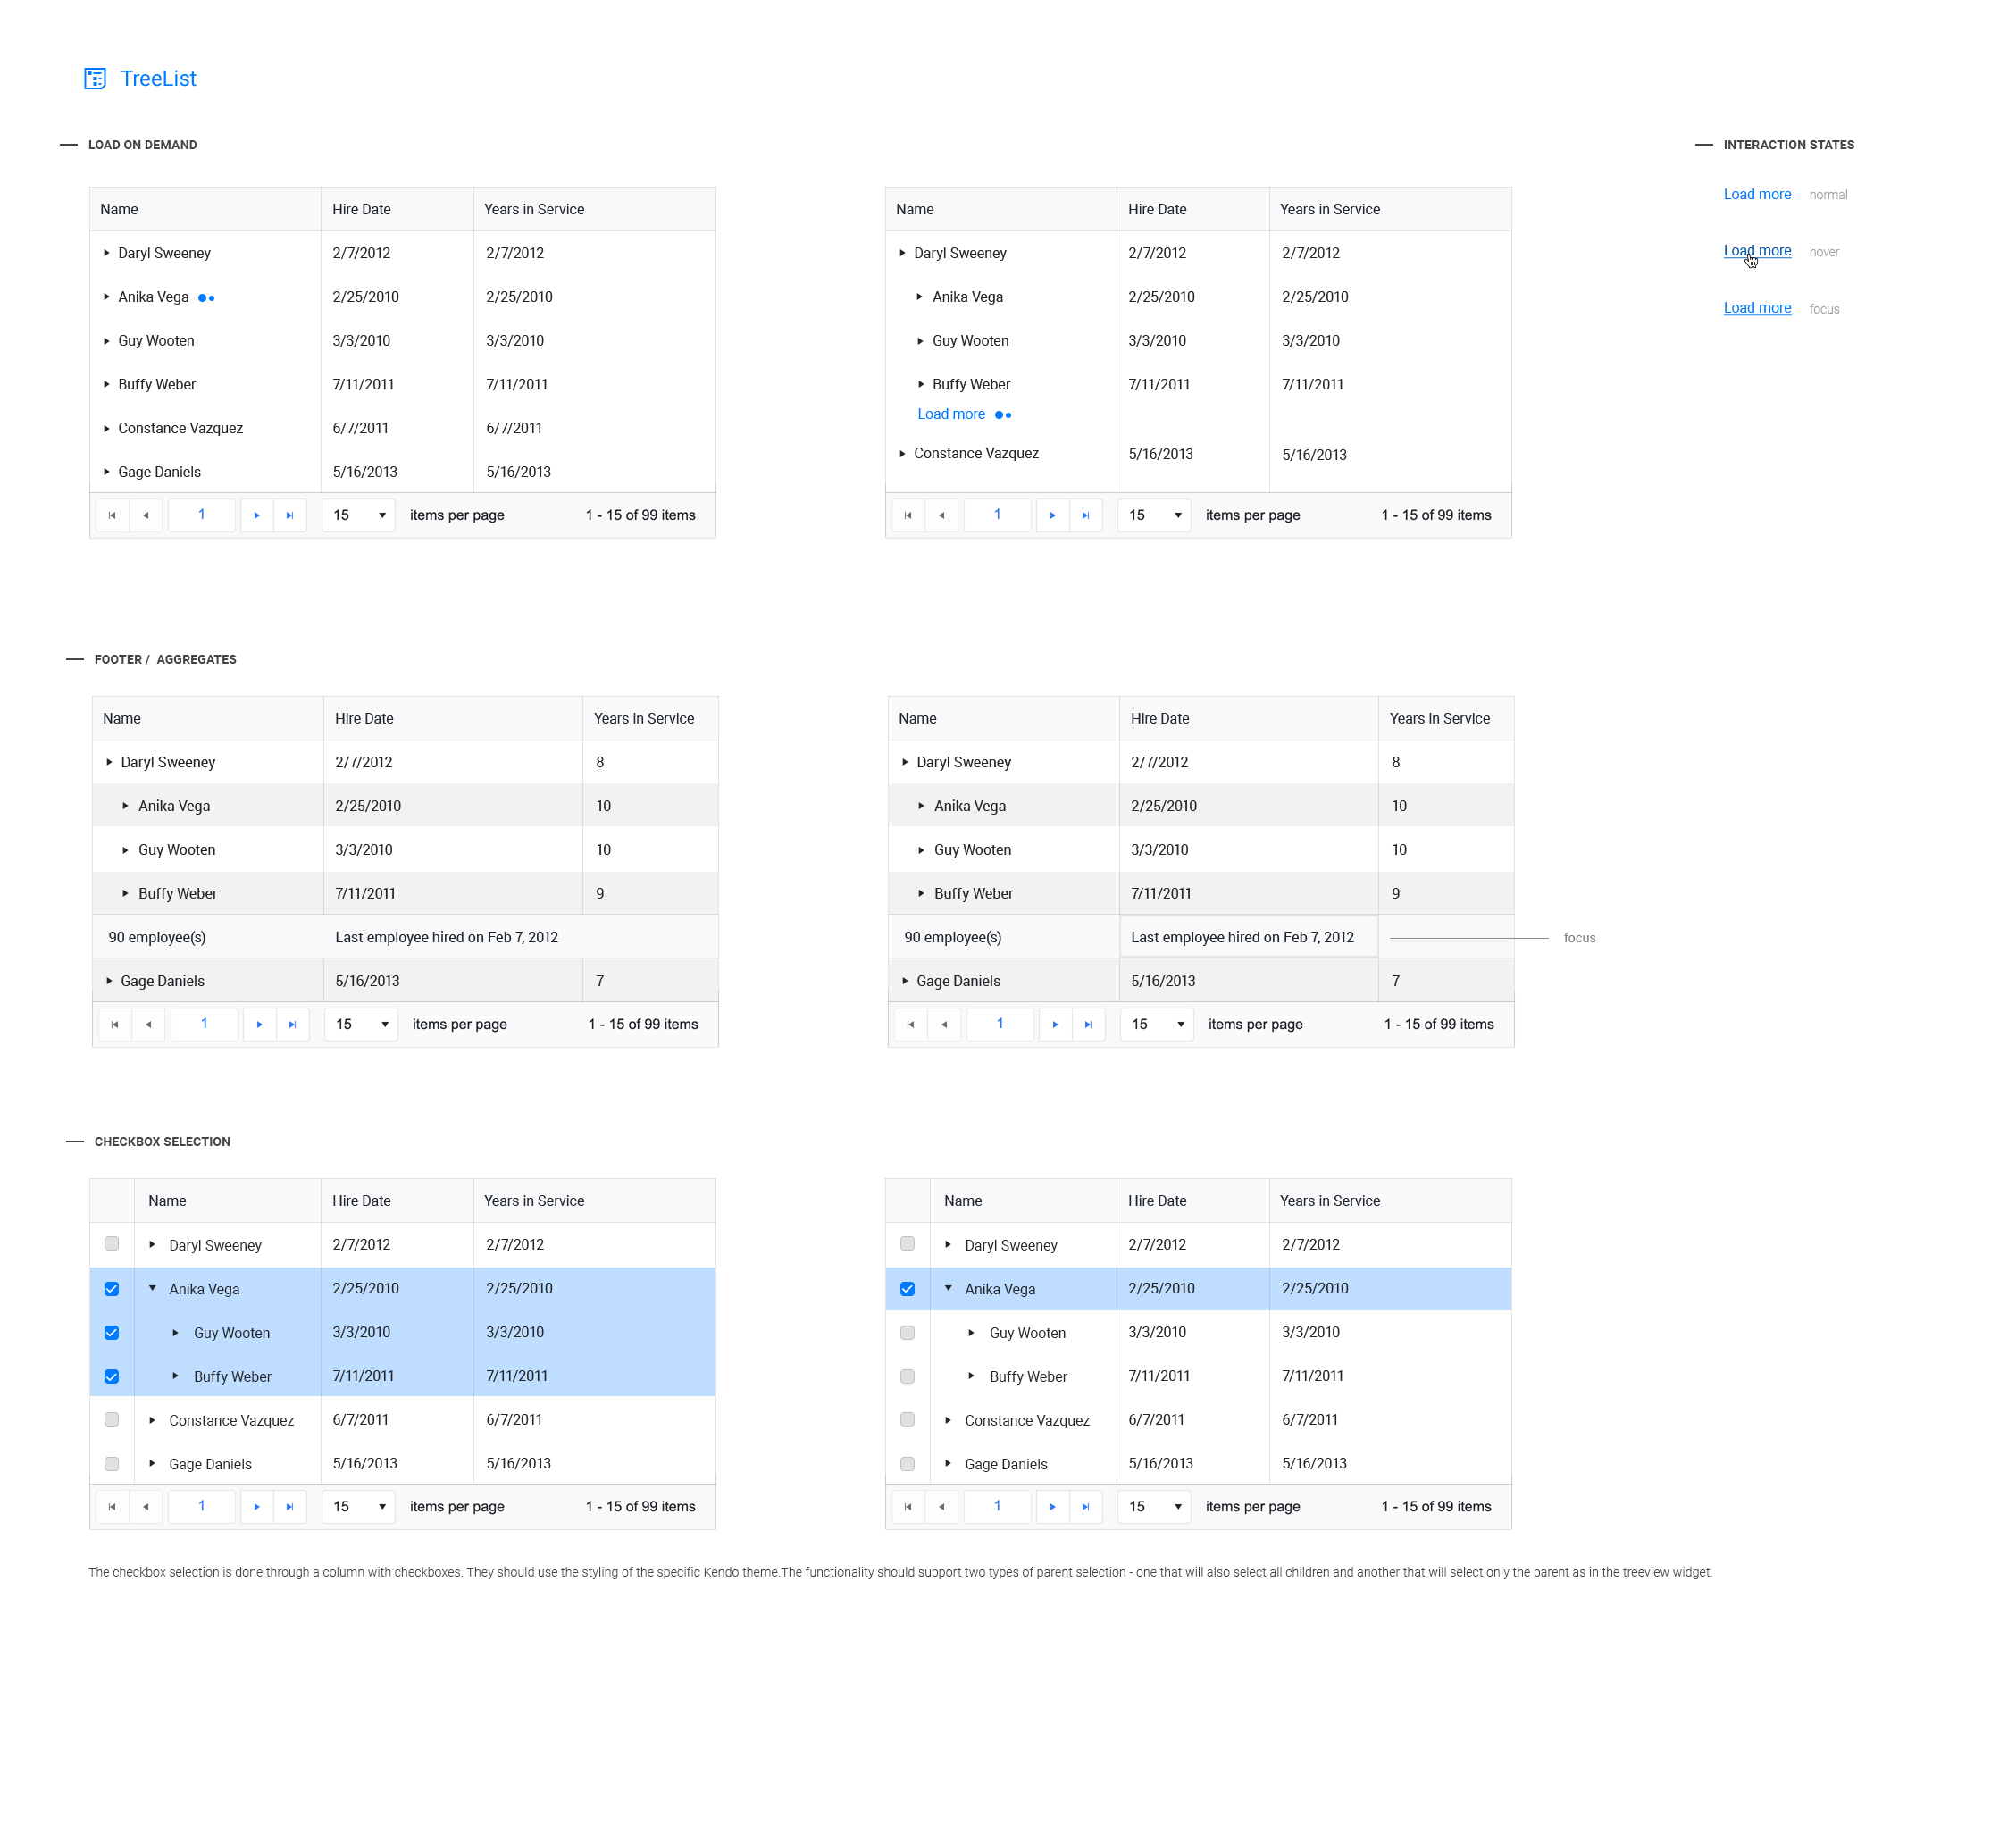 TreeList
LOAD ON DEMAND
Name Hire Date Years in Service
Daryl Sweeney 2/7/2012 2/7/2012
Anika Vega 2/25/2010 2/25/2010
Guy Wooten 3/3/2010 3/3/2010
Buffy Weber 7/11/2011 7/11/2011
Constance Vazquez 6/7/2011 6/7/2011
Gage Daniels 5/16/2013 5/16/2013
1 15 items per page 1 - 15 of 99 items
Name Hire Date Years in Service
Daryl Sweeney 2/7/2012 2/7/2012
Anika Vega 2/25/2010 2/25/2010
Guy Wooten 3/3/2010 3/3/2010
Buffy Weber 7/11/2011 7/11/2011
Load more
Constance Vazquez 5/16/2013 5/16/2013
1 15 items per page 1 - 15 of 99 items
INTERACTION STATES
Load more normal
Load more hover
Load more focus
FOOTER / AGGREGATES
Name Hire Date Years in Service
Daryl Sweeney 2/7/2012 8
Anika Vega 2/25/2010 10
Guy Wooten 3/3/2010 10
Buffy Weber 7/11/2011 9
90 employee(s) Last employee hired on Feb 7, 2012
Gage Daniels 5/16/2013 7
1 15 items per page 1 - 15 of 99 items
Name Hire Date Years in Service
Daryl Sweeney 2/7/2012 8
Anika Vega 2/25/2010 10
Guy Wooten 3/3/2010 10
Buffy Weber 7/11/2011 9
90 employee(s) Last employee hired on Feb 7, 2012 focus
Gage Daniels 5/16/2013 7
1 15 items per page 1 - 15 of 99 items
CHECKBOX SELECTION
Name Hire Date Years in Service
Daryl Sweeney 2/7/2012 2/7/2012
Anika Vega 2/25/2010 2/25/2010
Guy Wooten 3/3/2010 3/3/2010
Buffy Weber 7/11/2011 7/11/2011
Constance Vazquez 6/7/2011 6/7/2011
Gage Daniels 5/16/2013 5/16/2013
1 15 items per page 1 - 15 of 99 items
Name Hire Date Years in Service
Daryl Sweeney 2/7/2012 2/7/2012
Anika Vega 2/25/2010 2/25/2010
Guy Wooten 3/3/2010 3/3/2010
Buffy Weber 7/11/2011 7/11/2011
Constance Vazquez 6/7/2011 6/7/2011
Gage Daniels 5/16/2013 5/16/2013
1 15 items per page 1 - 15 of 99 items
The checkbox selection is done through a column with checkboxes. They should use the styling of the specific Kendo theme.The functionality should support two types of parent selection - one that will also select all children and another that will select only the parent as in the treeview widget.